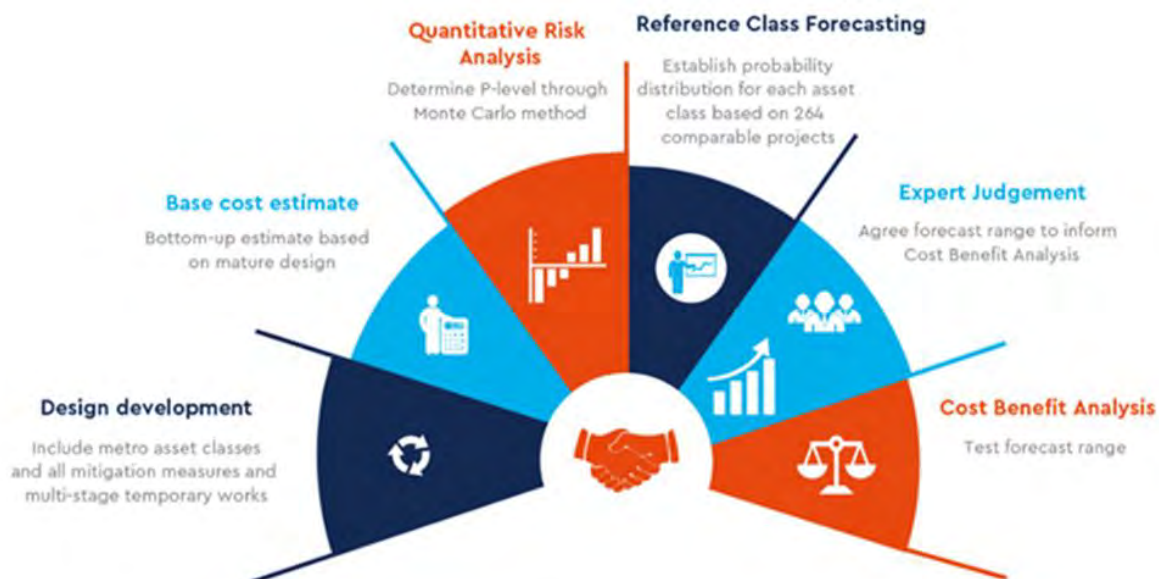 Design development
Include metro asset classes
and all mitigation measures and
multi-stage temporary works
Base cost estimate
Bottom-up estimate based
on mature design
Quantitative Risk
Analysis
Determine P-level through
Monte Carlo method
Reference Class Forecasting
Establish probability
distribution for each asset
class based on 264
comparable projects
Expert Judgement
Agree forecast range to inform
Cost Benefit Analysis
Cost Benefit Analysis
Test forecast range